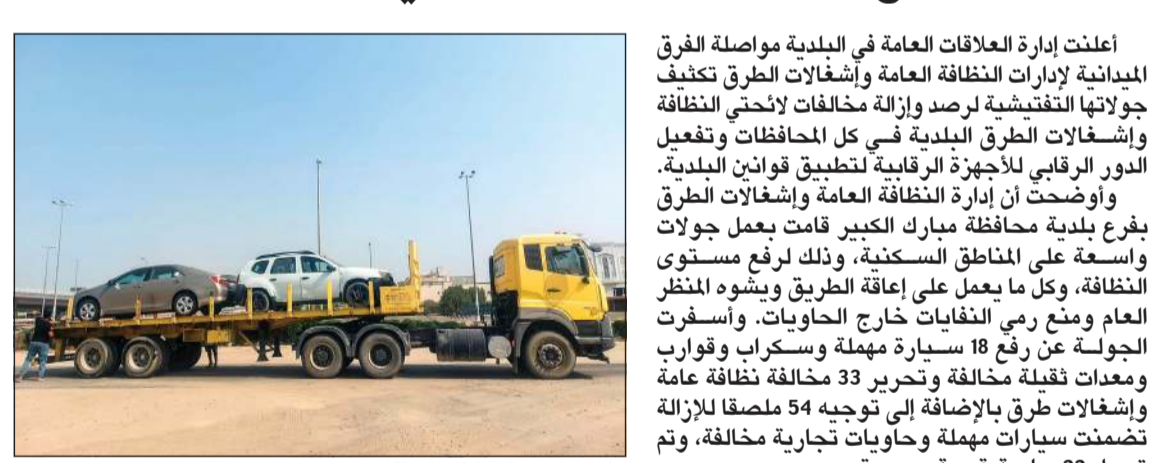 أعلنت إدارة العلاقات العامة في البلدية مواصلة الفرق
الميدانية لإدارات النظافة العامة وإشغالات الطرق تكثيف
جولاتها التفتيشية لرصد وإزالة مخالفات لائحتي النظافة
وإشغالات الطرق البلدية في كل المحافظات وتفعيل
الدور الرقابي للأجهزة الرقابية لتطبيق قوانين البلدية.
وأوضحت أن إدارة النظافة العامة وإشغالات الطرق
بفرع بلدية محافظة مبارك الكبير قامت بعمل جولات
واسعة على المناطق السكنية، وذلك لرفع مستوى
النظافة، وكل ما يعمل على إعاقة الطريق ويشوه المنظر
العام ومنع رمي النفايات خارج الحاويات. وأسفرت
الجولة عن رفع 18 سيارة مهملة وسكراب وقوارب
ومعدات ثقيلة مخالفة وتحرير 33 مخالفة نظافة عامة
وإشغالات طرق بالإضافة إلى توجيه 54 ملصقا للإزالة
تضمنت سيارات مهملة وحاويات تجارية مخالفة، وتم